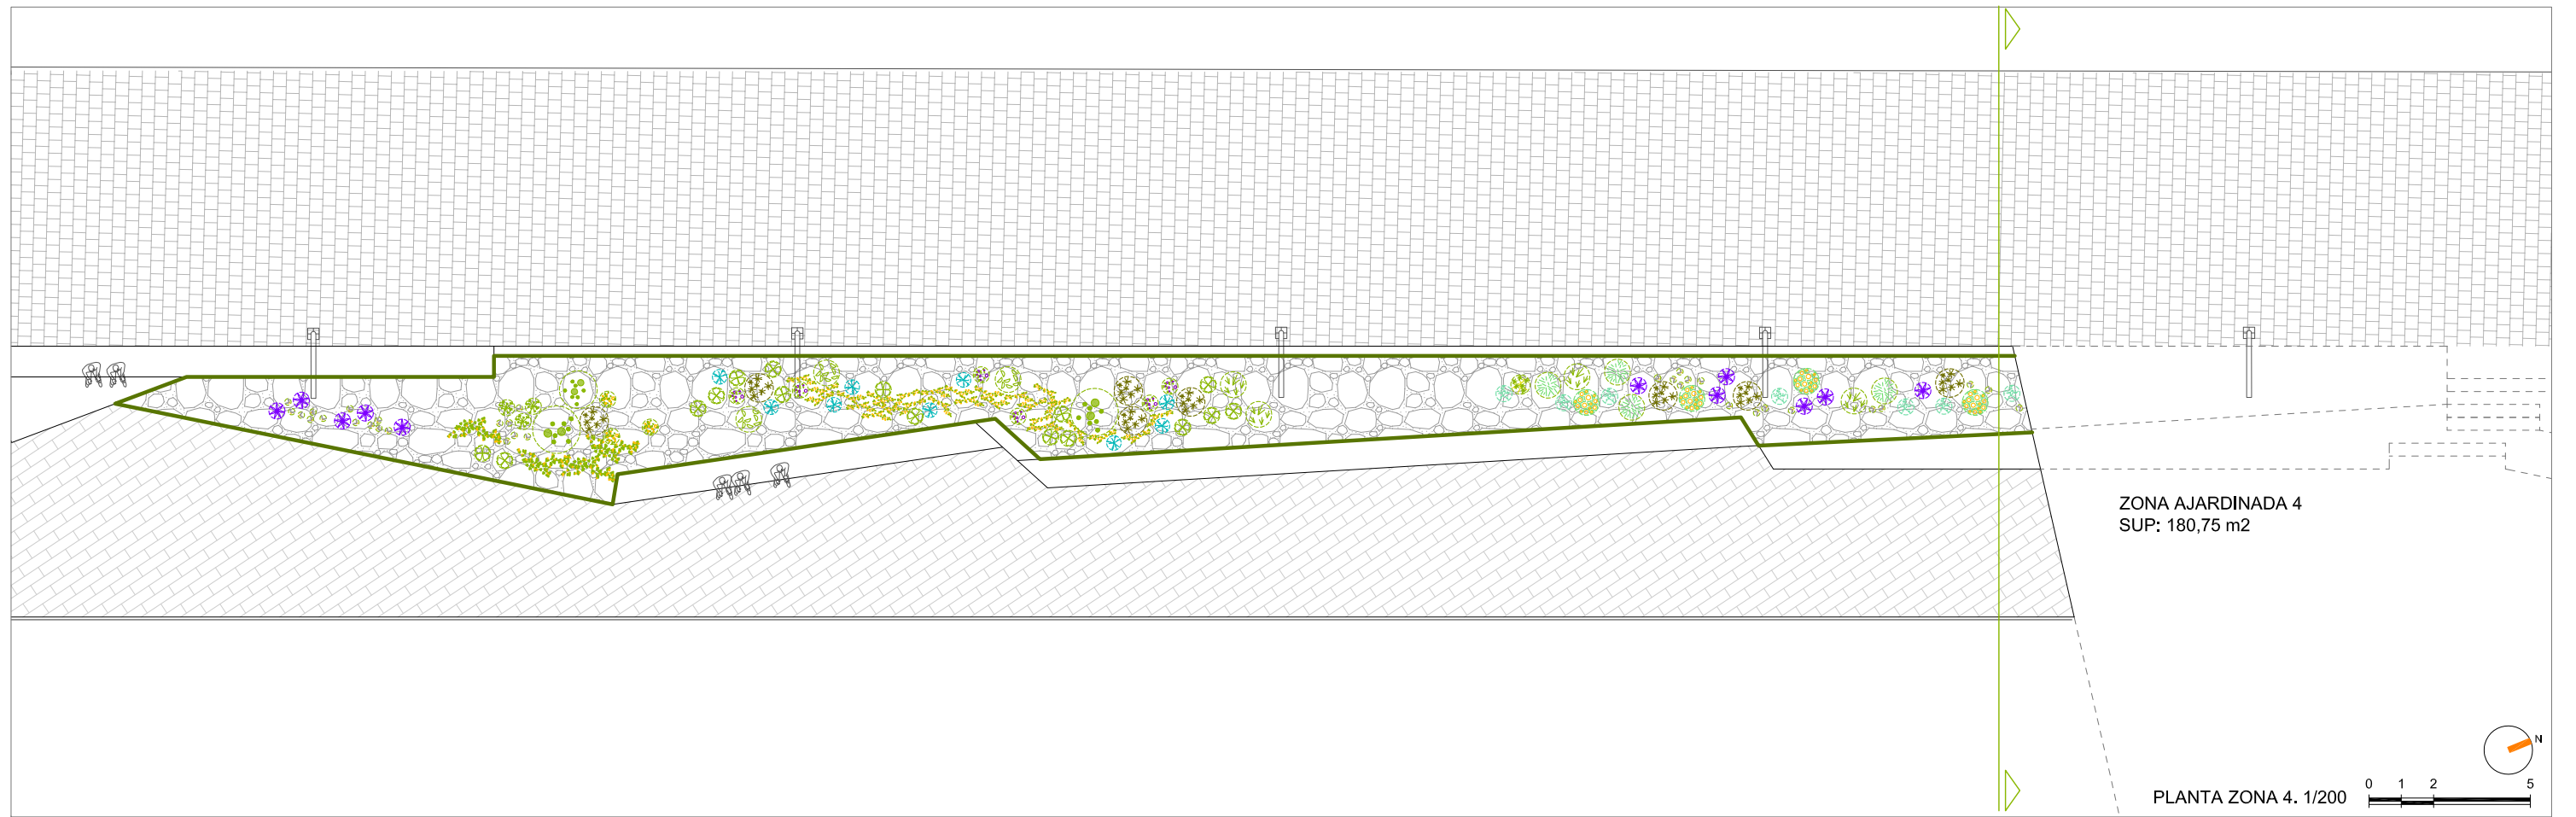 ZONA AJARDINADA 4
SUP: 180,75 m2
N
0 1 2 5
PLANTA ZONA 4. 1/200